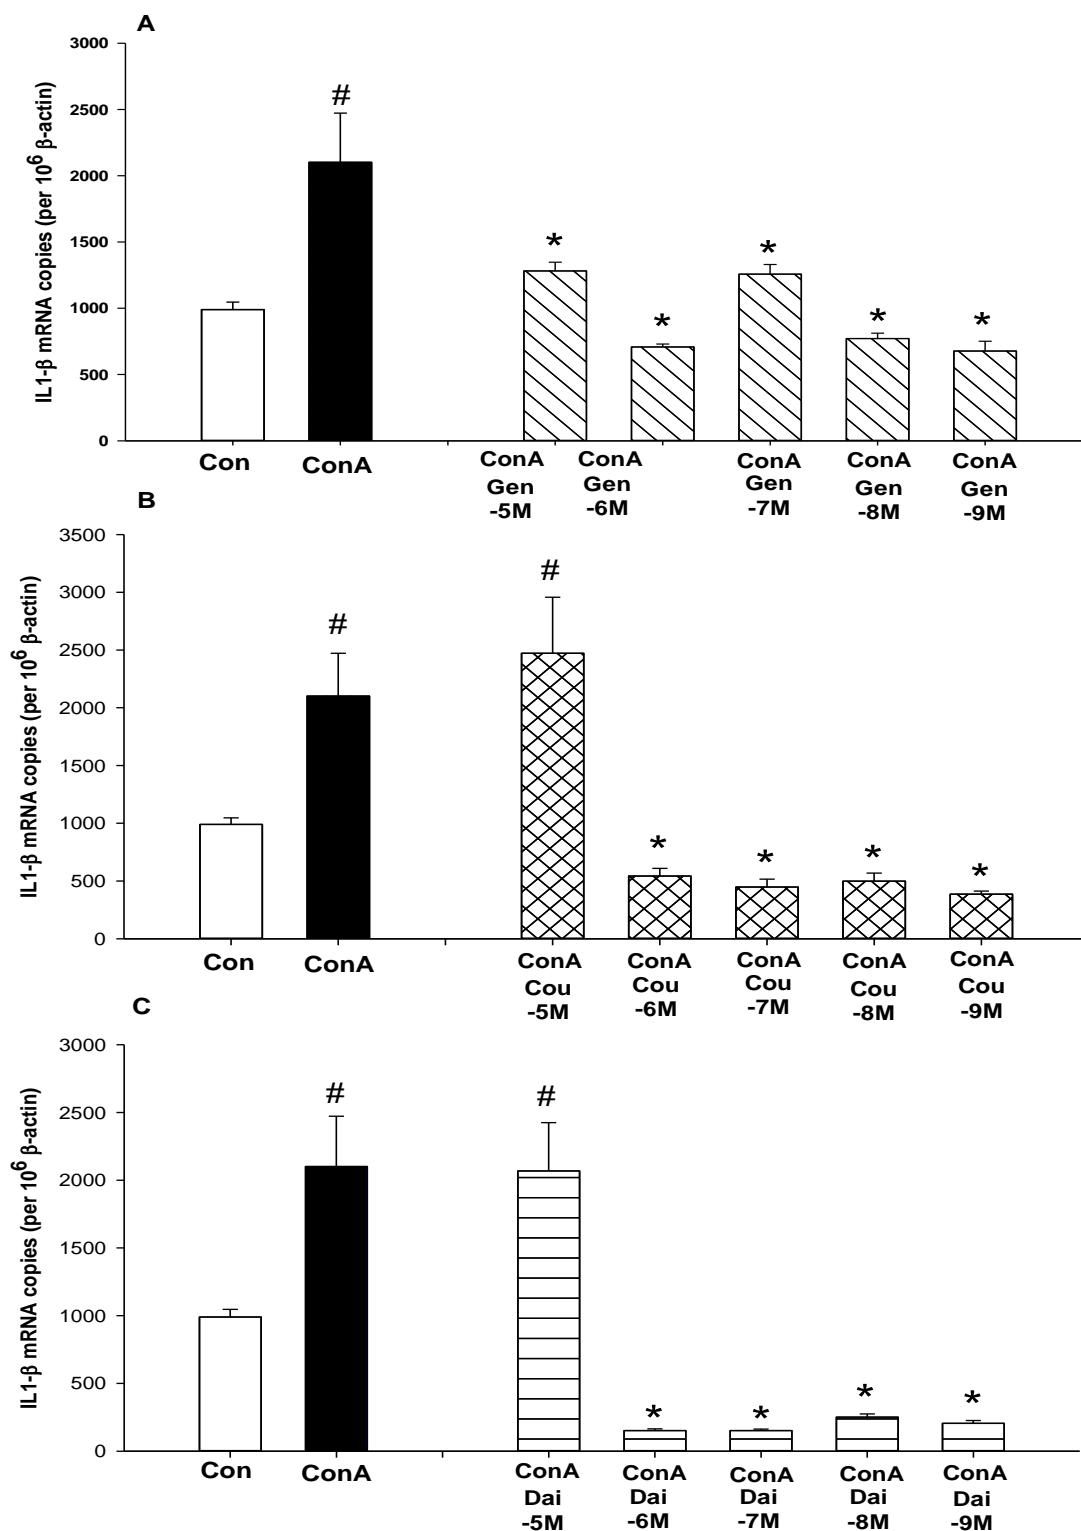 A
IL1-β mRNA copies (per 10⁶ β-actin)
3000
2500
2000
1500
1000
500
0
#
*
*
*
*
*
Con
ConA
ConA
Gen
-5M
ConA
Gen
-6M
ConA
Gen
-7M
ConA
Gen
-8M
ConA
Gen
-9M
B
IL1-β mRNA copies (per 10⁶ β-actin)
3500
3000
2500
2000
1500
1000
500
0
#
#
*
*
*
*
Con
ConA
ConA
Cou
-5M
ConA
Cou
-6M
ConA
Cou
-7M
ConA
Cou
-8M
ConA
Cou
-9M
C
IL1-β mRNA copies (per 10⁶ β-actin)
3000
2500
2000
1500
1000
500
0
#
#
*
*
*
*
Con
ConA
ConA
Dai
-5M
ConA
Dai
-6M
ConA
Dai
-7M
ConA
Dai
-8M
ConA
Dai
-9M